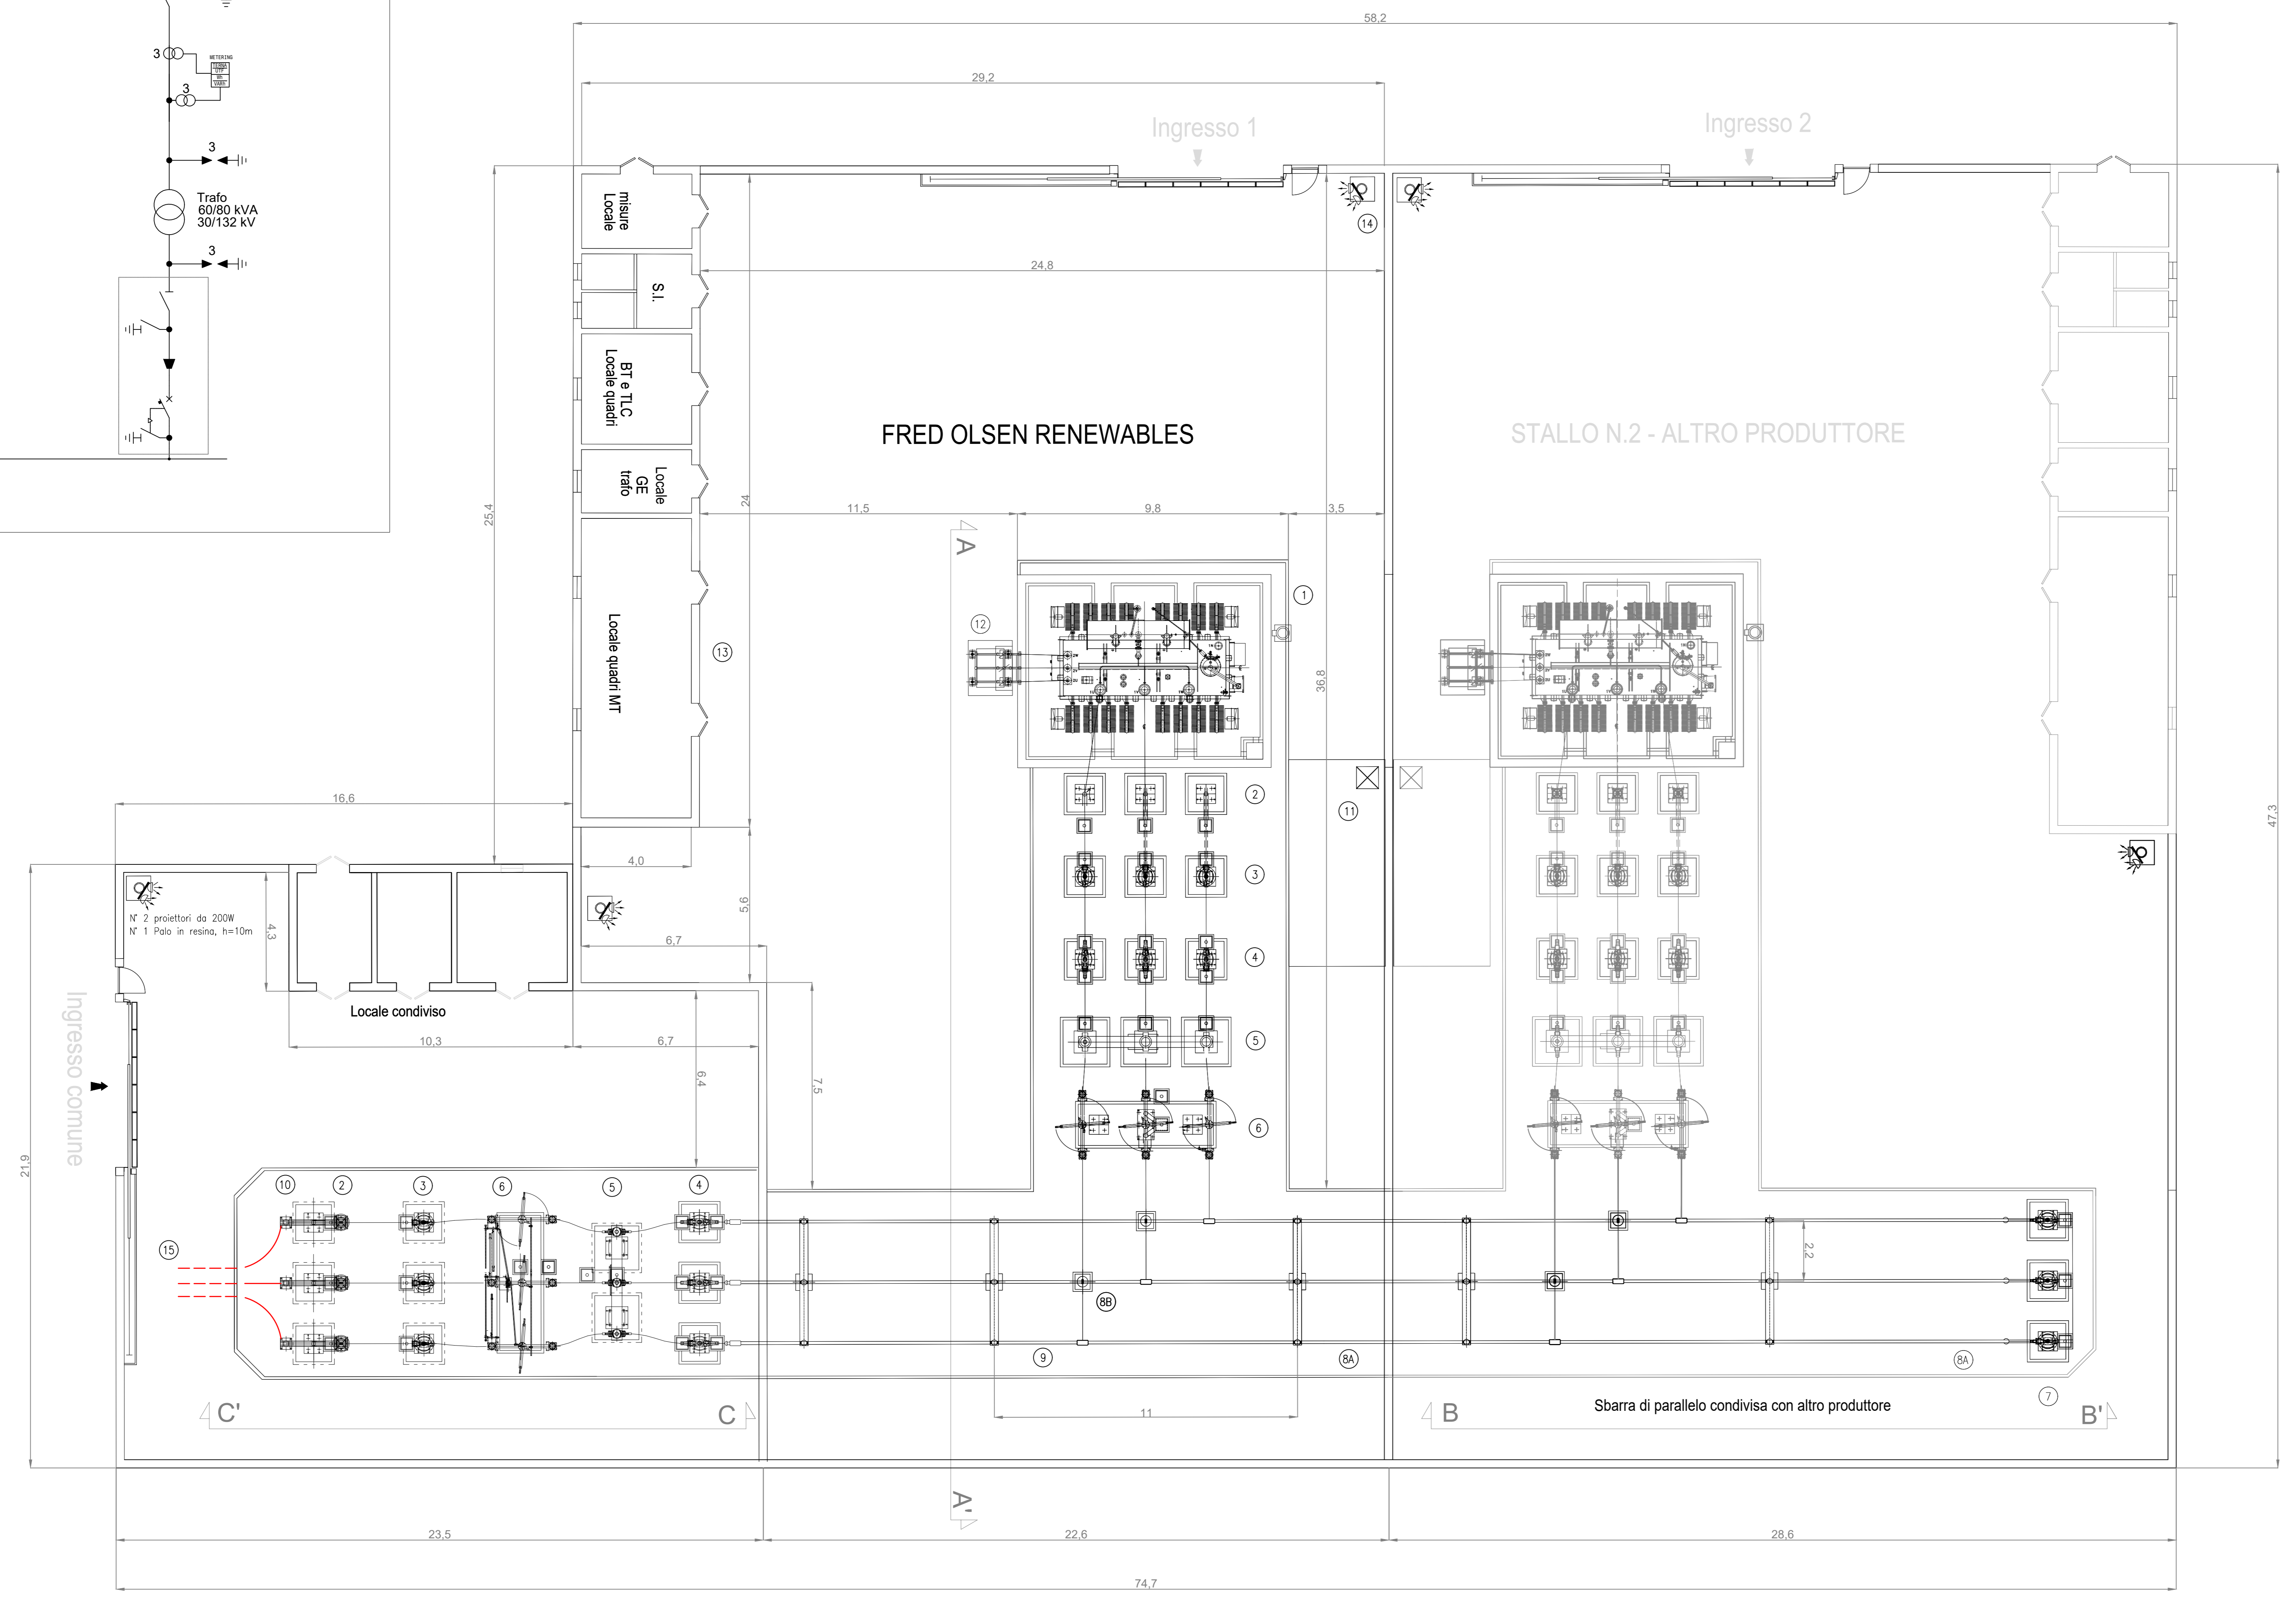 58,2
3
METERING
UTF
Wh
VARh
3
29,2
Ingresso 1
Ingresso 2
3
Trafo
60/80 kVA
30/132 kV
misure
Locale
14
3
24,8
S.I.
BT e TLC
Locale quadri
FRED OLSEN RENEWABLES
STALLO N.2 - ALTRO PRODUTTORE
Locale
GE
trafo
24
25,4
11,5
9,8
3,5
A
1
12
Locale quadri MT
13
36,8
2
11
16,6
47,3
4,0
3
5,6
N° 2 proiettori da 200W
N° 1 Palo in resina, h=10m
4,3
6,7
4
Ingresso comune
Locale condiviso
10,3
6,7
5
6,4
7,5
6
21,9
10
2
3
6
5
4
15
2,2
8B
9
8A
8A
7
C'
C
11
B
Sbarra di parallelo condivisa con altro produttore
B'
A'
23,5
22,6
28,6
74,7